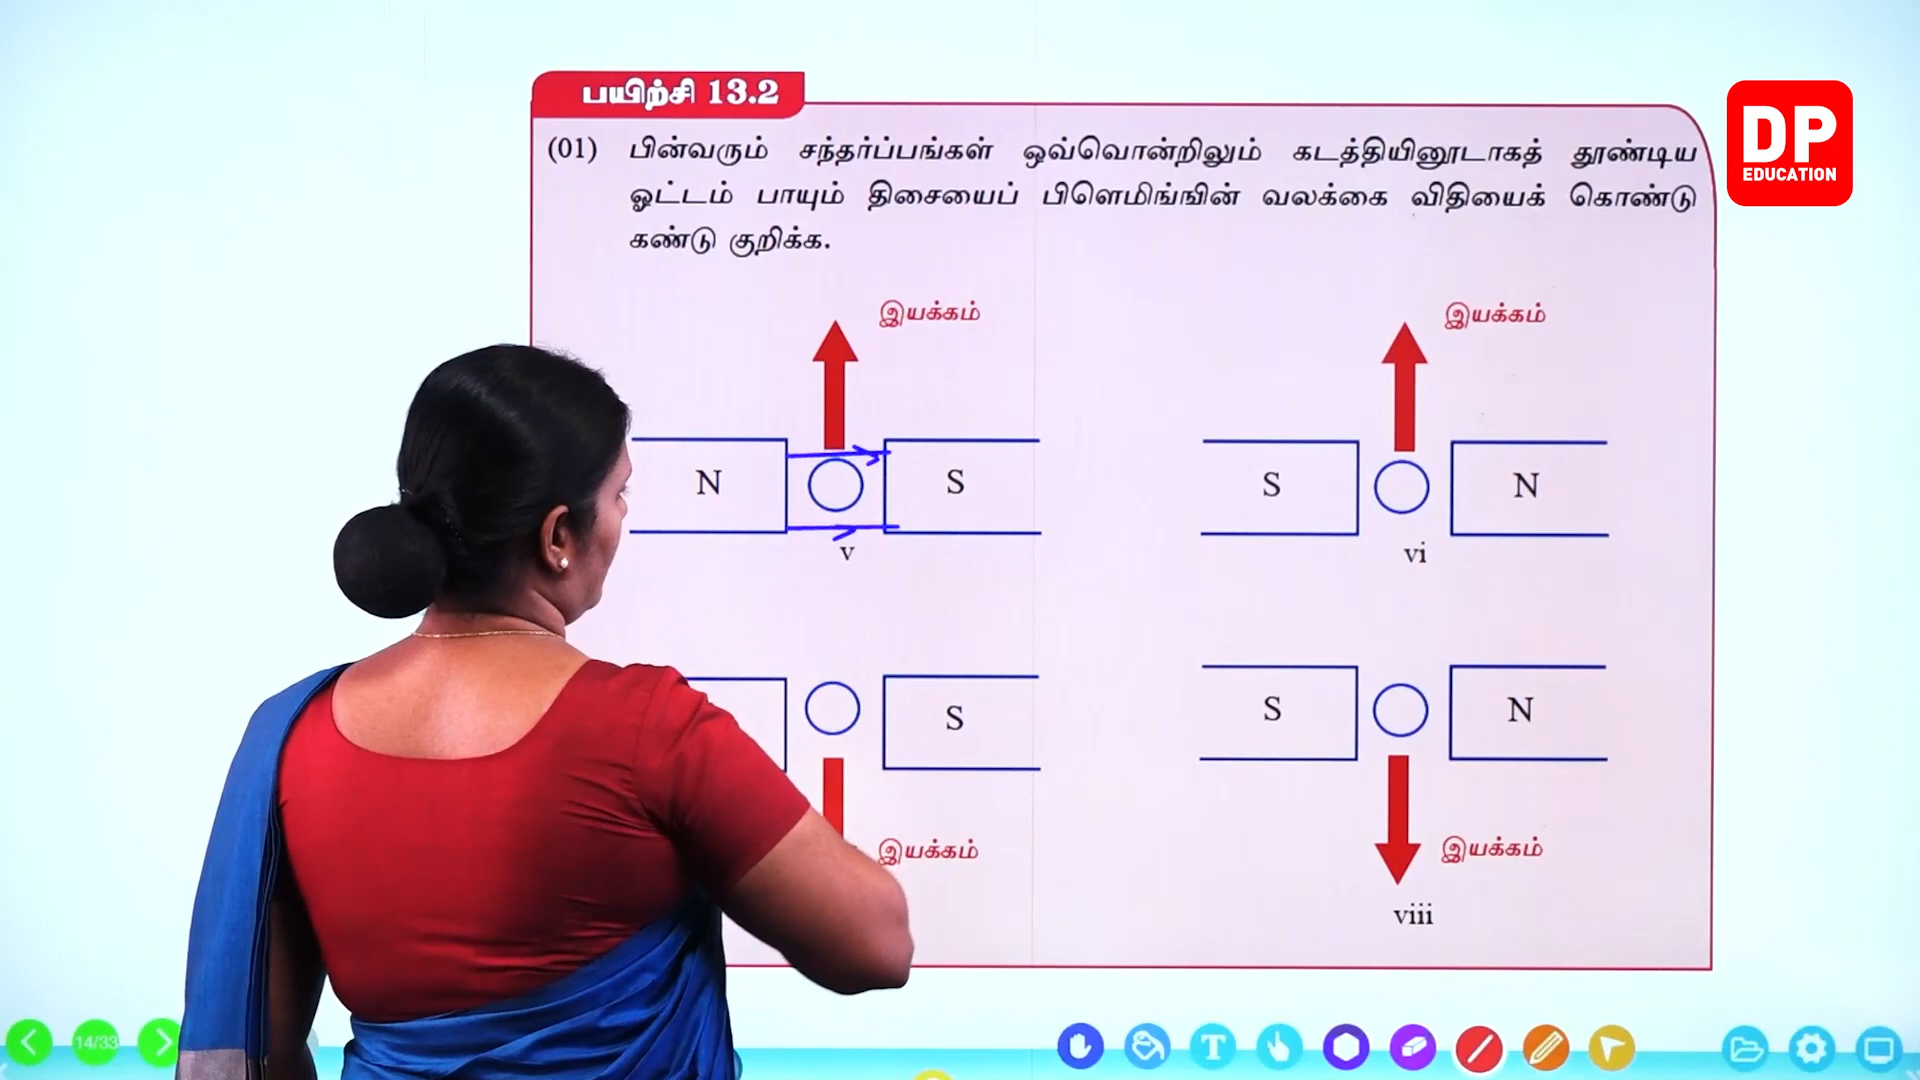 பயிற்சி 13.2
DP
EDUCATION
(01) பின்வரும் சந்தர்ப்பங்கள் ஒவ்வொன்றிலும் கடத்தியினூடாகத் தூண்டிய
ஓட்டம் பாயும் திசையைப் பிளெமிங்ஙின் வலக்கை விதியைக் கொண்டு
கண்டு குறிக்க.
இயக்கம்
இயக்கம்
N S
S N
v
vi
S
S N
இயக்கம்
இயக்கம்
viii
14/33
T